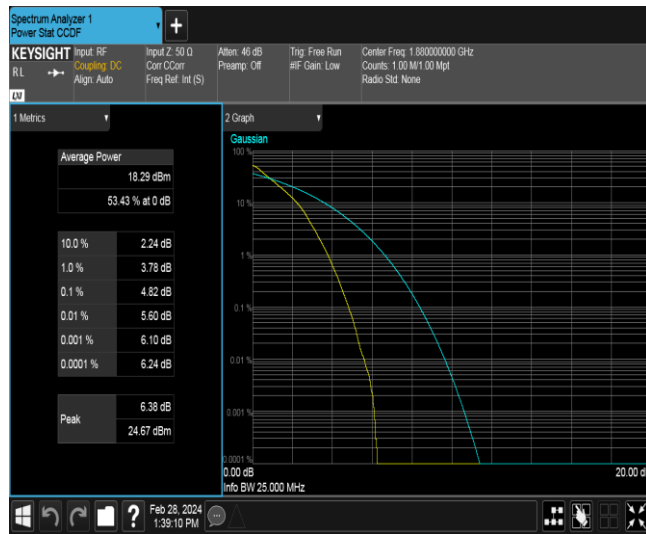 Spectrum Analyzer 1
Power Stat CCDF
+
KEYSIGHT
RL
LXI
Input: RF
Coupling: DC
Align: Auto
Input Z: 50 Ω
Corr CCorr
Freq Ref: Int (S)
Atten: 46 dB
Preamp: Off
Trig: Free Run
#IF Gain: Low
Center Freq: 1.880000000 GHz
Counts: 1.00 M/1.00 Mpt
Radio Std: None
1 Metrics
Average Power
18.29 dBm
53.43 % at 0 dB
10.0 % 2.24 dB
1.0 % 3.78 dB
0.1 % 4.82 dB
0.01 % 5.60 dB
0.001 % 6.10 dB
0.0001 % 6.24 dB
Peak
6.38 dB
24.67 dBm
2 Graph
Gaussian
100 %
10 %
1 %
0.1 %
0.01 %
0.001 %
0.0001 %
0.00 dB
20.00 d
Info BW 25.000 MHz
?
Feb 28, 2024
1:39:10 PM